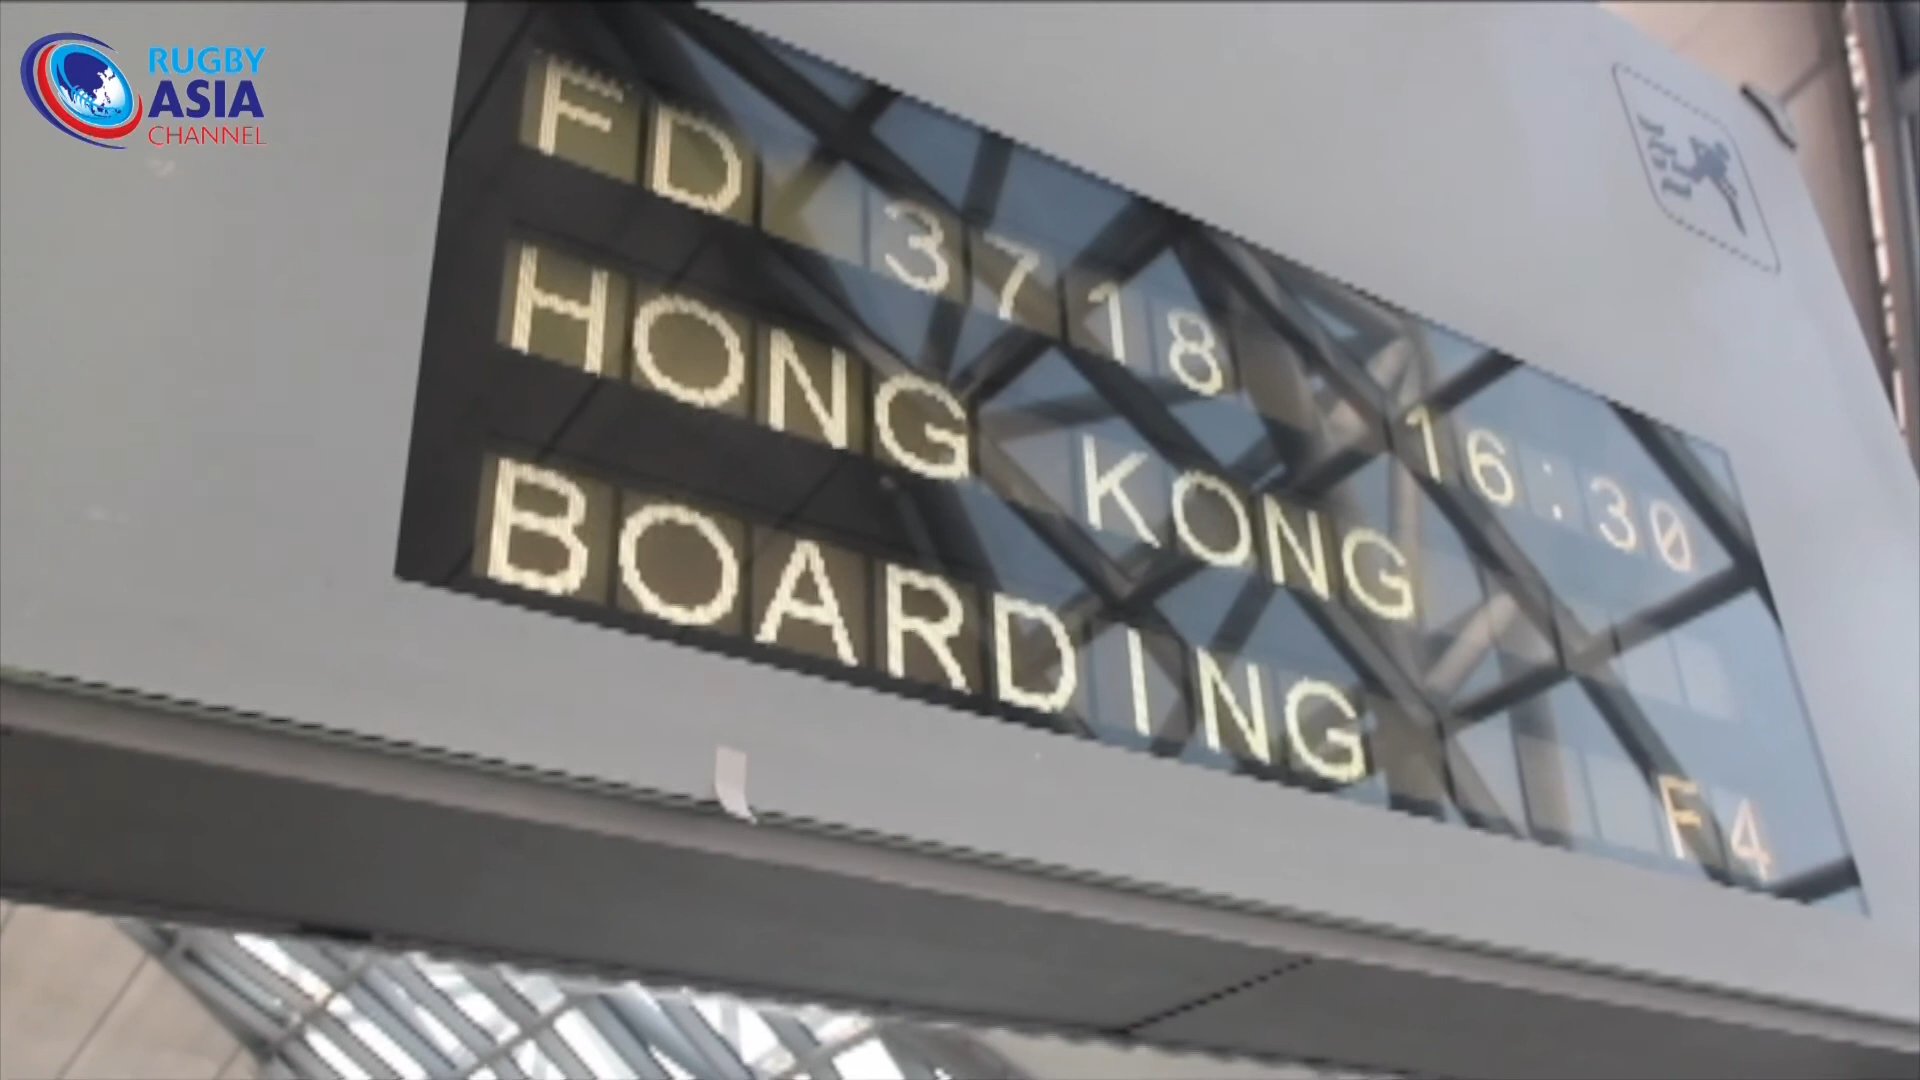 RUGBY
ASIA
CHANNEL
FD 3718 16:30
HONG KONG
BOARDING F4